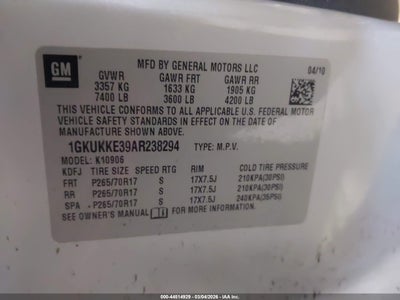 GM
MFD BY GENERAL MOTORS LLC
04/10
GVWR GAWR FRT GAWR RR
3357 KG 1633 KG 1905 KG
7400 LB 3600 LB 4200 LB
THIS VEHICLE CONFORMS TO ALL APPLICABLE U.S. FEDERAL MOTOR
VEHICLE SAFETY STANDARDS IN EFFECT ON THE DATE OF
MANUFACTURE SHOWN ABOVE.
1GKUKKE39AR238294 TYPE: M.P.V.
MODEL: K10906
KDFJ TIRE SIZE SPEED RTG RIM COLD TIRE PRESSURE
FRT P265/70R17 S 17X7.5J 210KPA(30PSI)
RR P265/70R17 S 17X7.5J 210KPA(30PSI)
SPA P265/70R17 S 17X7.5J 240KPA(35PSI)
SEE OWNER'S MANUAL FOR MORE INFORMATION.
000-44614929 - 03/04/2026 - IAAI Copart